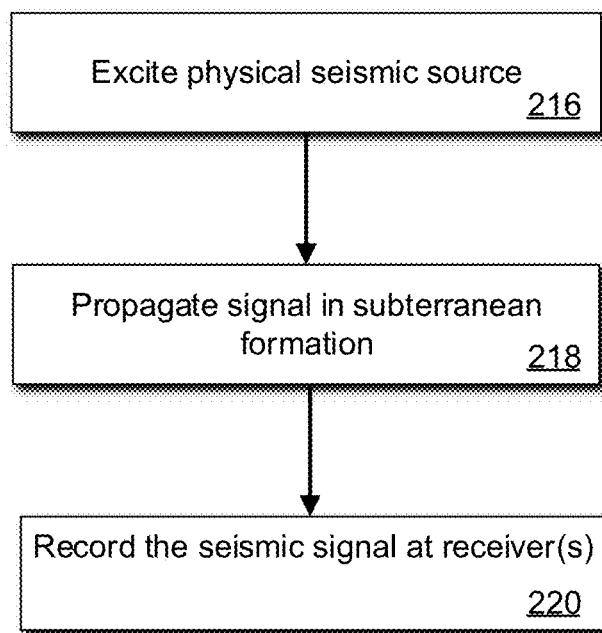 Excite physical seismic source
216
Propagate signal in subterranean
formation
218
Record the seismic signal at receiver(s)
220